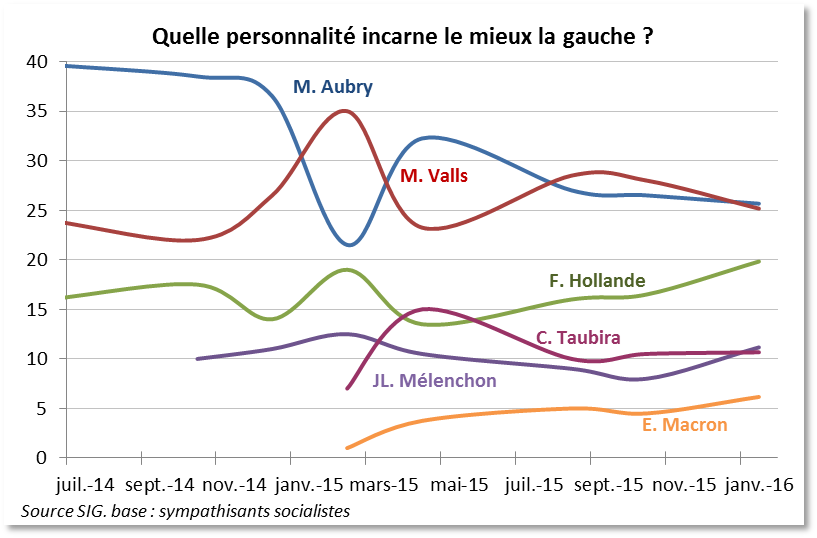 Quelle personnalité incarne le mieux la gauche ?
40
35
30
25
20
15
10
5
0
M. Aubry
M. Valls
F. Hollande
C. Taubira
JL. Mélenchon
E. Macron
juil.-14 sept.-14 nov.-14 janv.-15 mars-15 mai-15 juil.-15 sept.-15 nov.-15 janv.-16
Source SIG. base : sympathisants socialistes